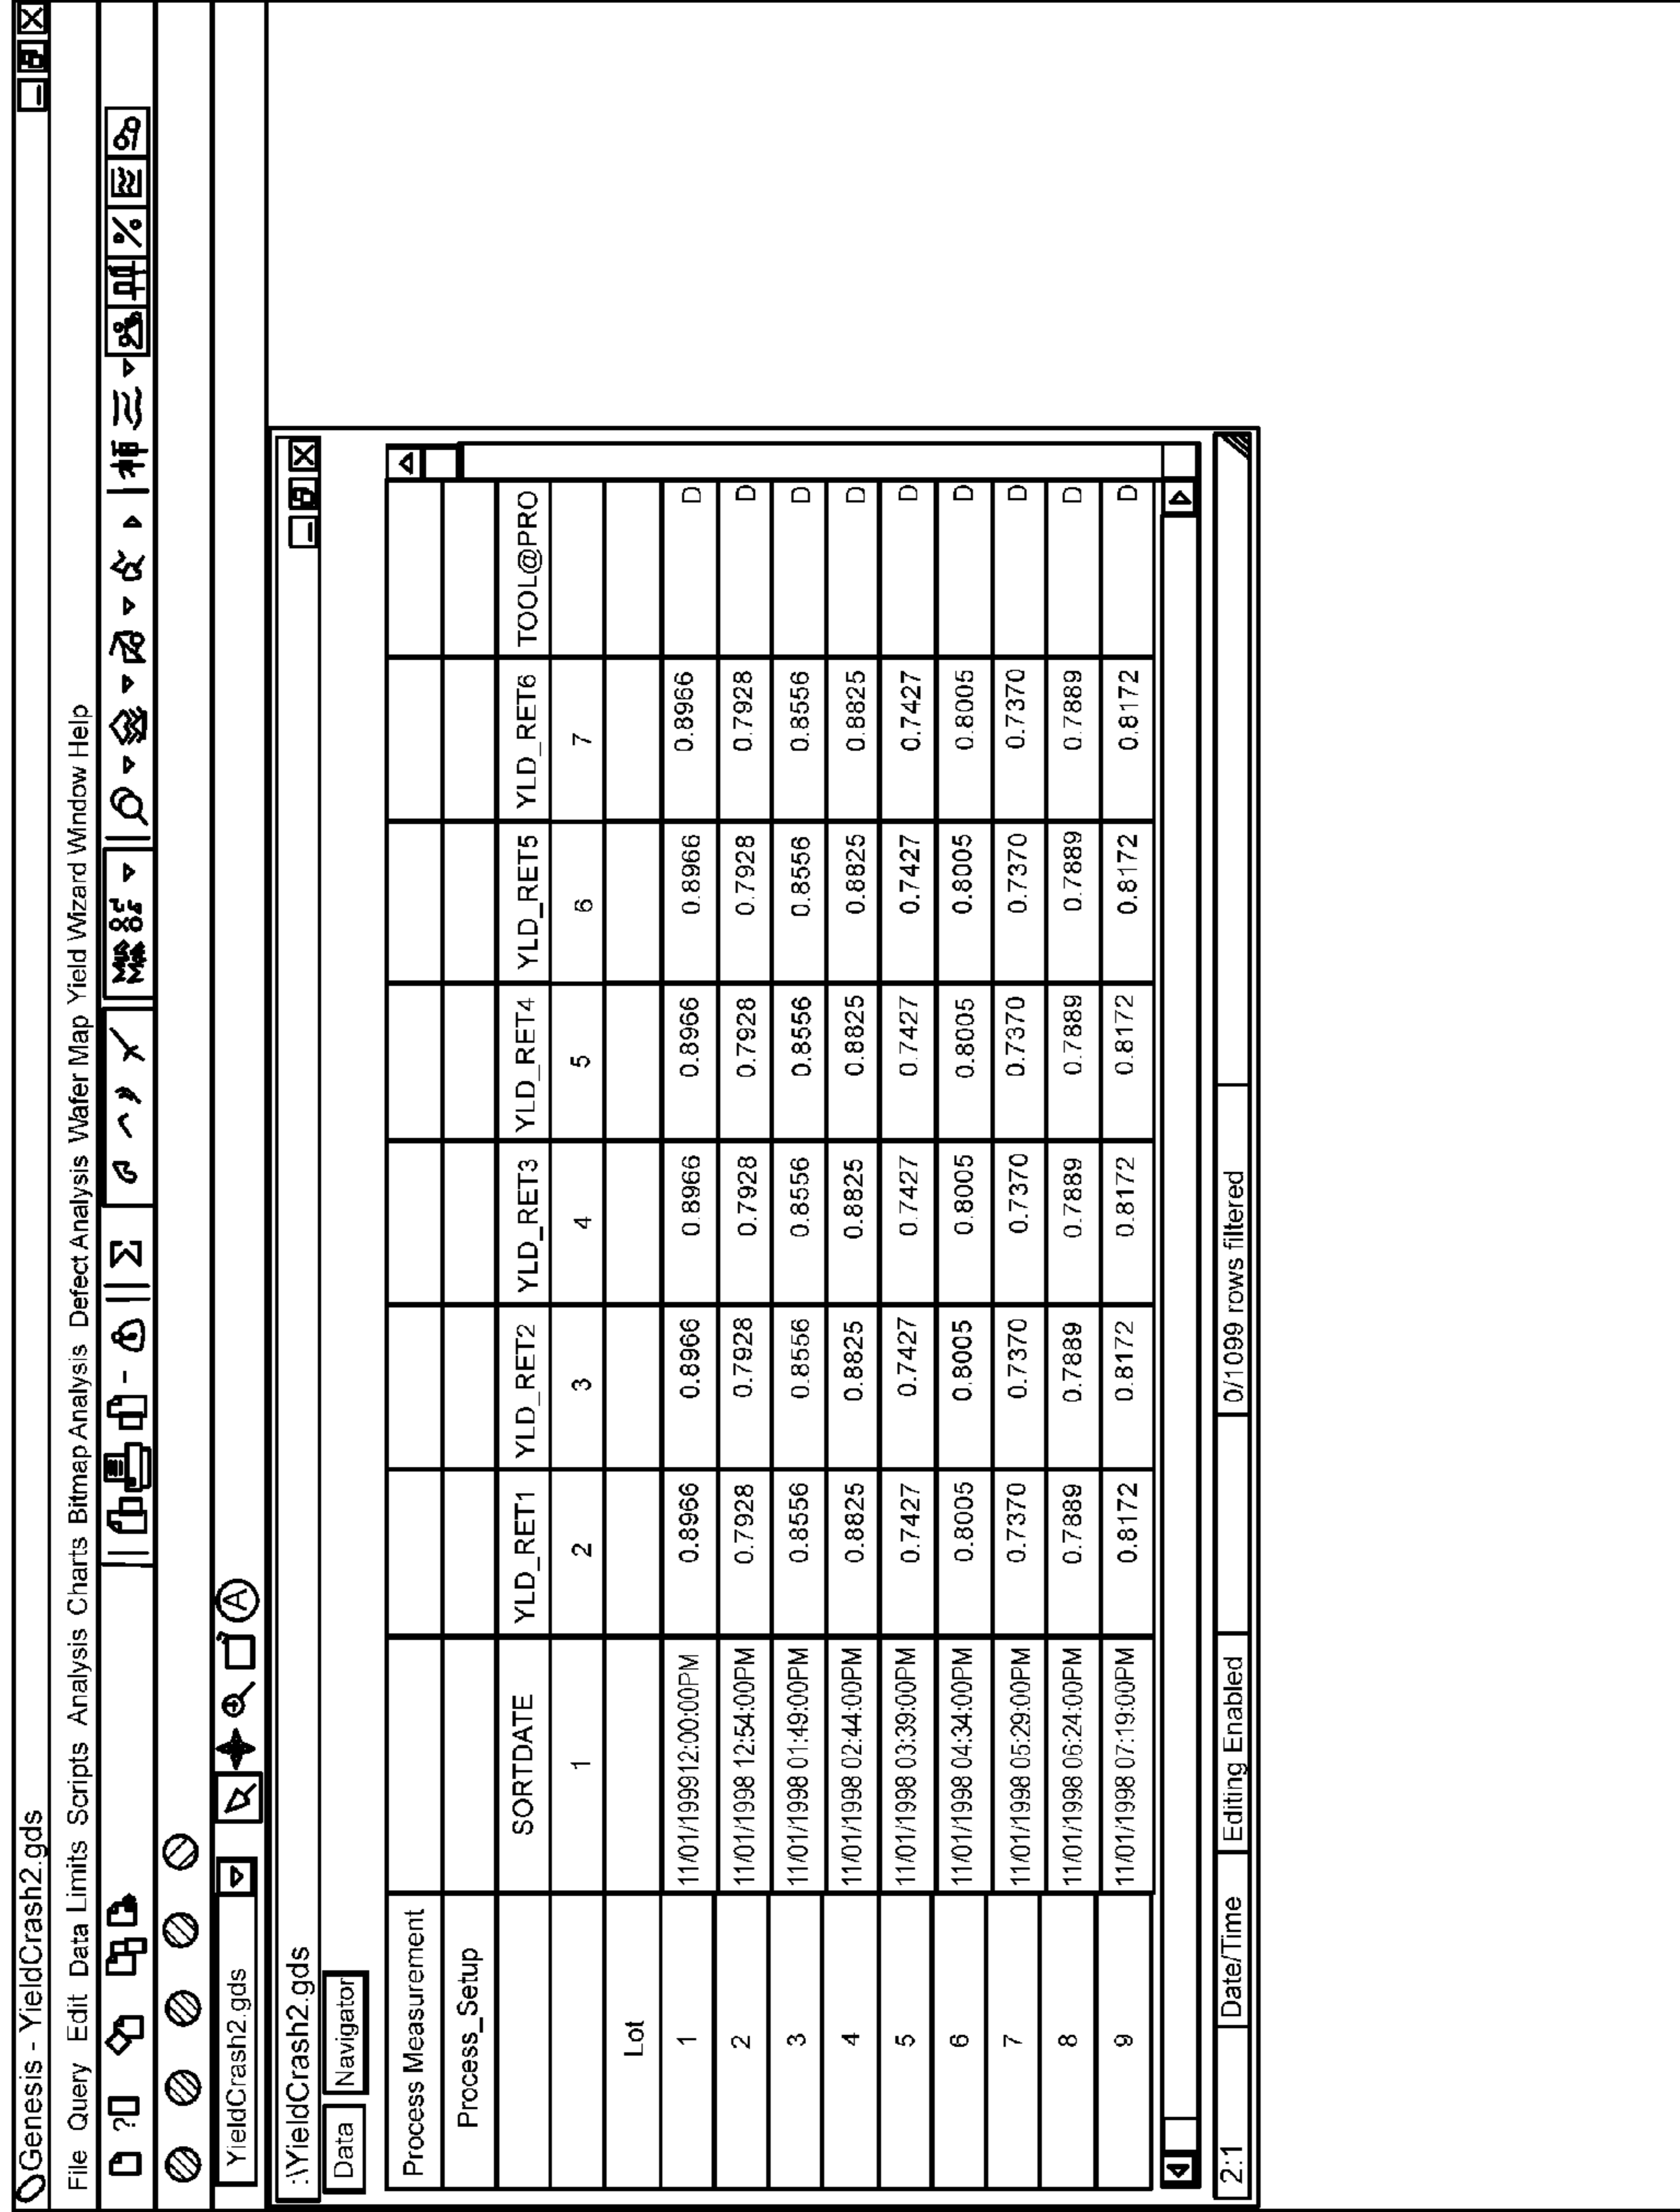 Genesis - YieldCrash2.gds
File Query Edit Data Limits Scripts Analysis Charts Bitmap Analysis Defect Analysis Wafer Map Yield Wizard Window Help
YieldCrash2.gds
:\YieldCrash2.gds
Data Navigator
Process Measurement
Process_Setup
SORTDATE YLD_RET1 YLD_RET2 YLD_RET3 YLD_RET4 YLD_RET5 YLD_RET6 TOOL@PRO
1 2 3 4 5 6 7
Lot
1 11/01/199912:00:00PM 0.8966 0.8966 0.8966 0.8966 0.8966 0.8966 D
2 11/01/1998 12:54:00PM 0.7928 0.7928 0.7928 0.7928 0.7928 0.7928 D
3 11/01/1998 01:49:00PM 0.8556 0.8556 0.8556 0.8556 0.8556 0.8556 D
4 11/01/1998 02:44:00PM 0.8825 0.8825 0.8825 0.8825 0.8825 0.8825 D
5 11/01/1998 03:39:00PM 0.7427 0.7427 0.7427 0.7427 0.7427 0.7427 D
6 11/01/1998 04:34:00PM 0.8005 0.8005 0.8005 0.8005 0.8005 0.8005 D
7 11/01/1998 05:29:00PM 0.7370 0.7370 0.7370 0.7370 0.7370 0.7370 D
8 11/01/1998 06:24:00PM 0.7889 0.7889 0.7889 0.7889 0.7889 0.7889 D
9 11/01/1998 07:19:00PM 0.8172 0.8172 0.8172 0.8172 0.8172 0.8172 D
2:1 Date/Time Editing Enabled 0/1099 rows filtered